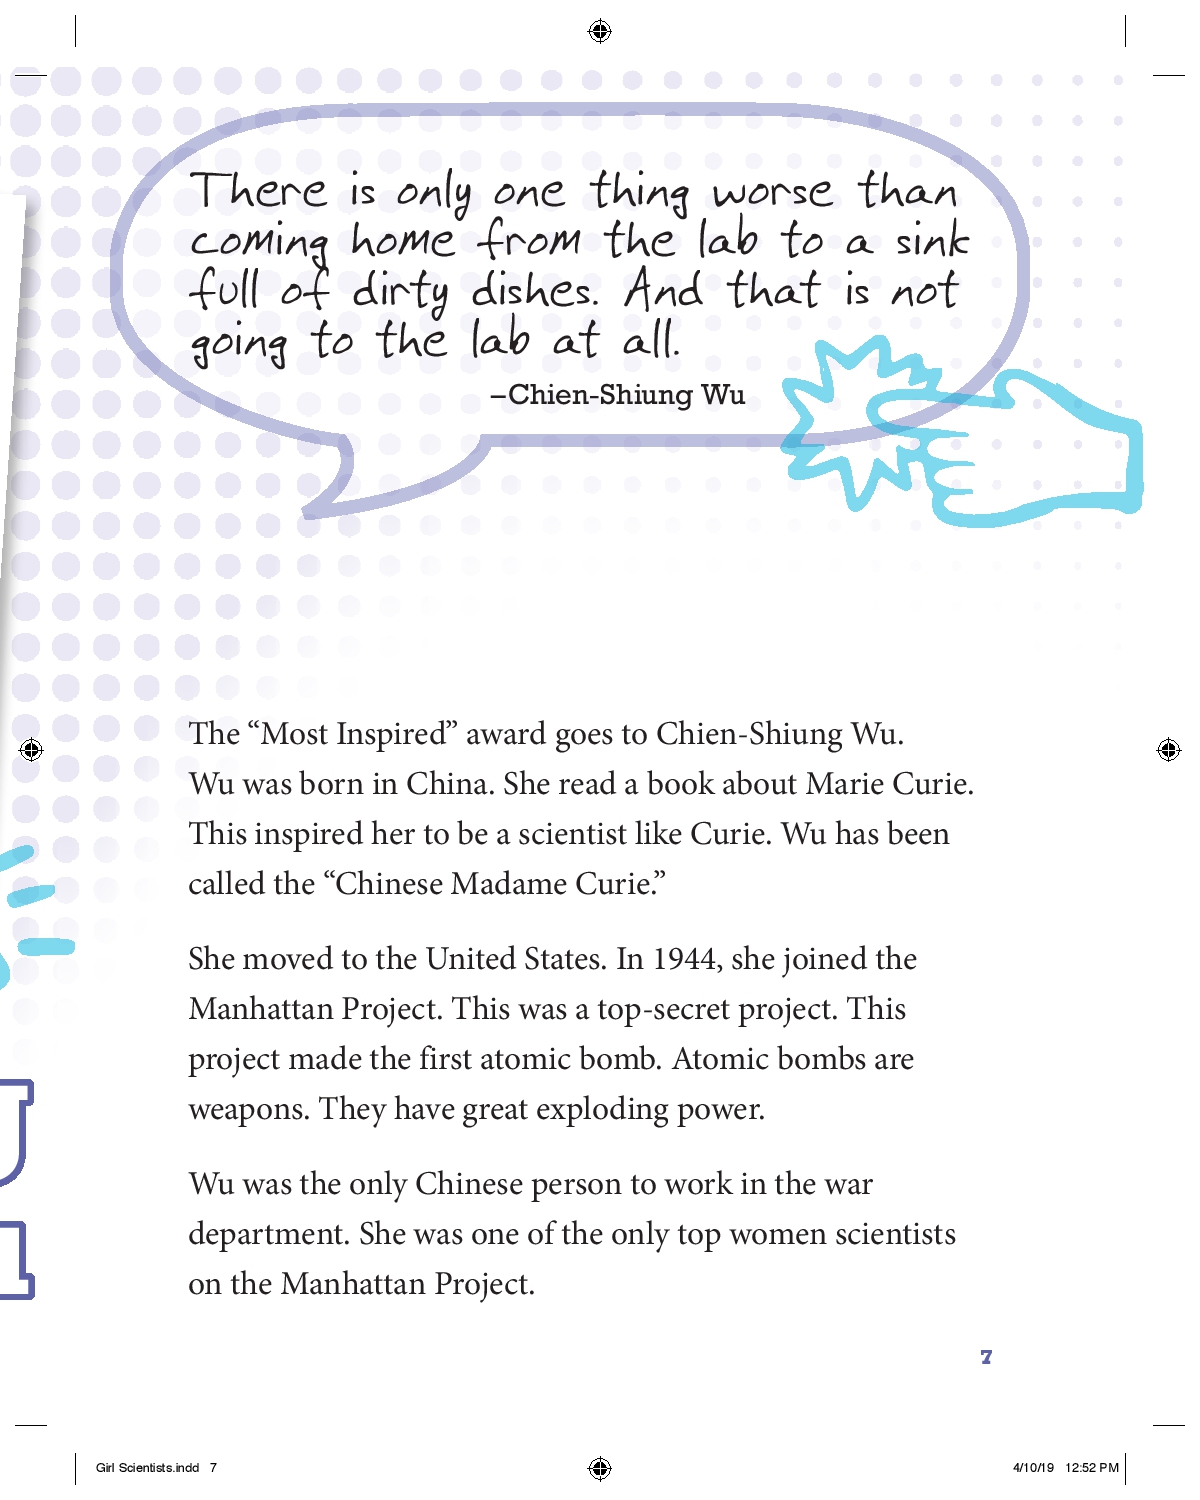 There is only one thing worse than
coming home from the lab to a sink
full of dirty dishes. And that is not
going to the lab at all.
–Chien-Shiung Wu
The “Most Inspired” award goes to Chien-Shiung Wu.
Wu was born in China. She read a book about Marie Curie.
This inspired her to be a scientist like Curie. Wu has been
called the “Chinese Madame Curie.”
She moved to the United States. In 1944, she joined the
Manhattan Project. This was a top-secret project. This
project made the first atomic bomb. Atomic bombs are
weapons. They have great exploding power.
Wu was the only Chinese person to work in the war
department. She was one of the only top women scientists
on the Manhattan Project.
7
Girl Scientists.indd 7
4/10/19 12:52 PM